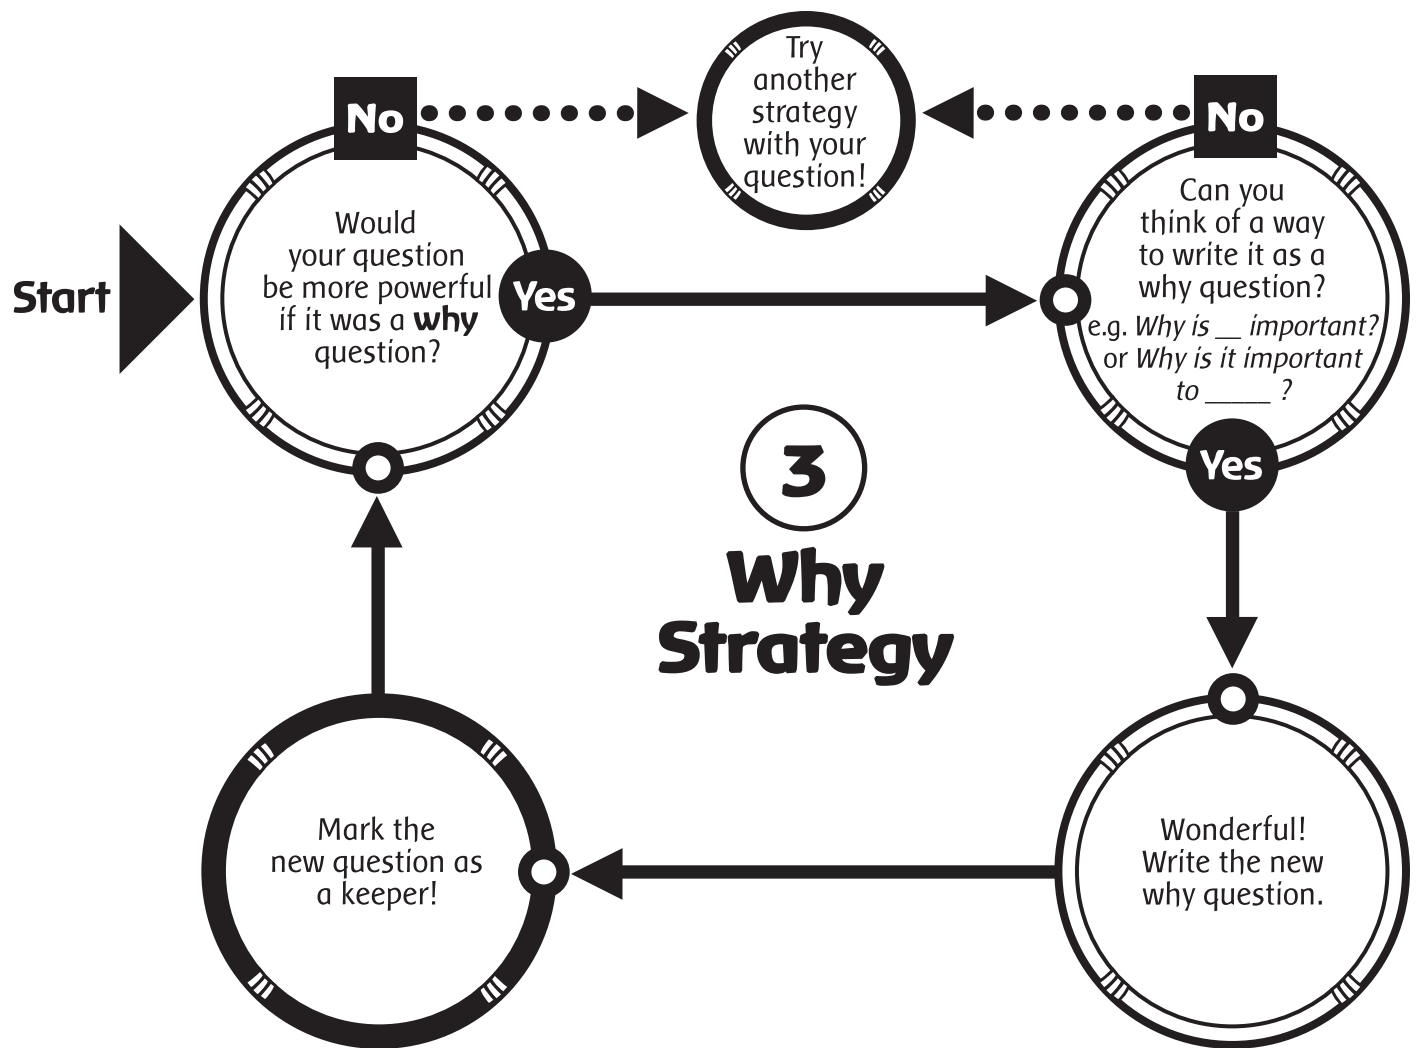 Start
No
Would
your question
be more powerful
if it was a why
question?
Yes
Try
another
strategy
with your
question!
No
Can you
think of a way
to write it as a
why question?
e.g. Why is __ important?
or Why is it important
to _____ ?
Yes
3
Why
Strategy
Wonderful!
Write the new
why question.
Mark the
new question as
a keeper!